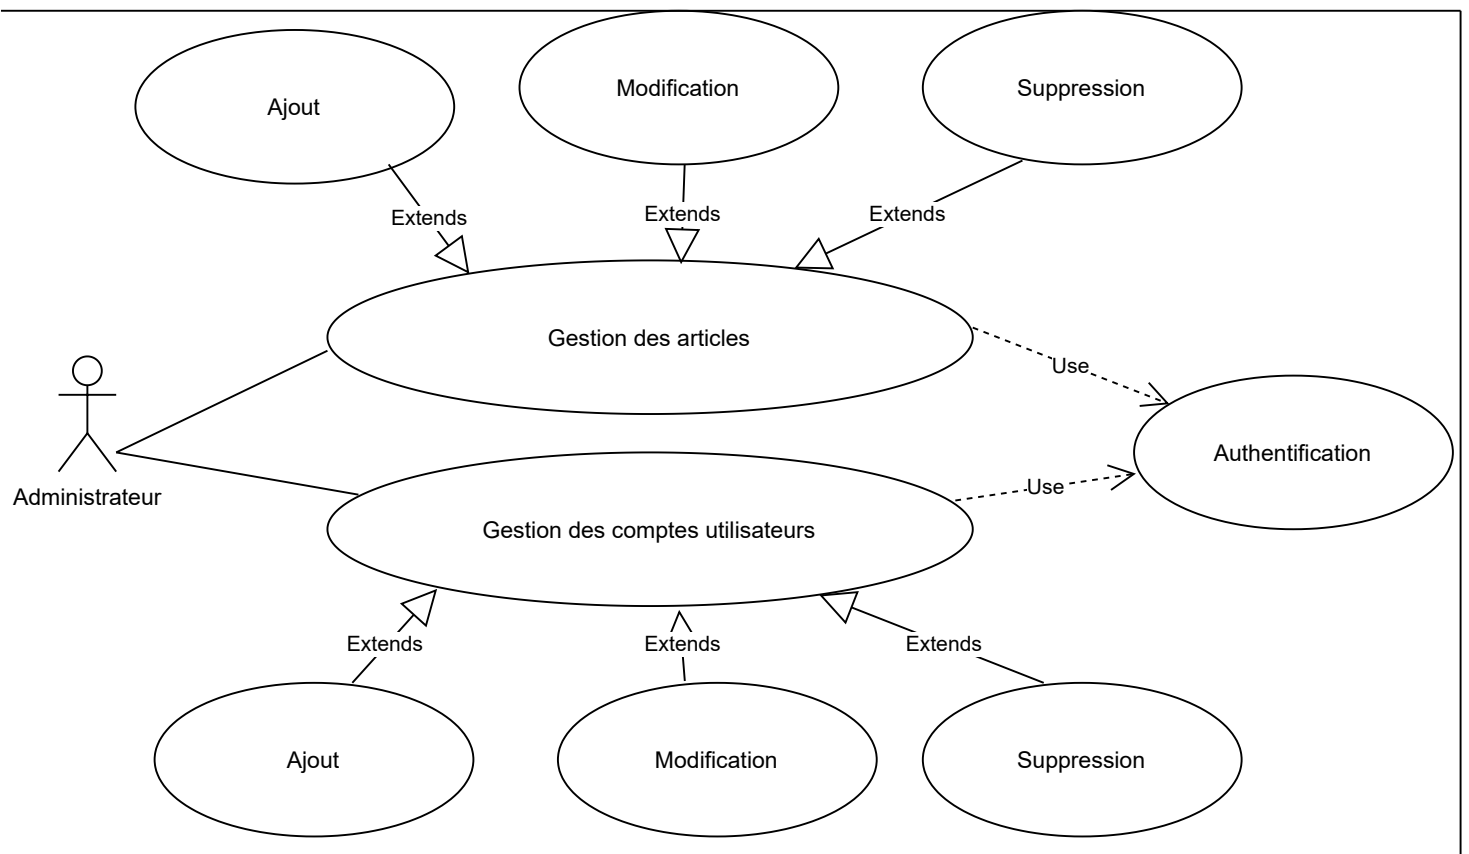 Ajout
Modification
Suppression
Extends
Extends
Extends
Gestion des articles
Use
Administrateur
Authentification
Use
Gestion des comptes utilisateurs
Extends
Extends
Extends
Ajout
Modification
Suppression